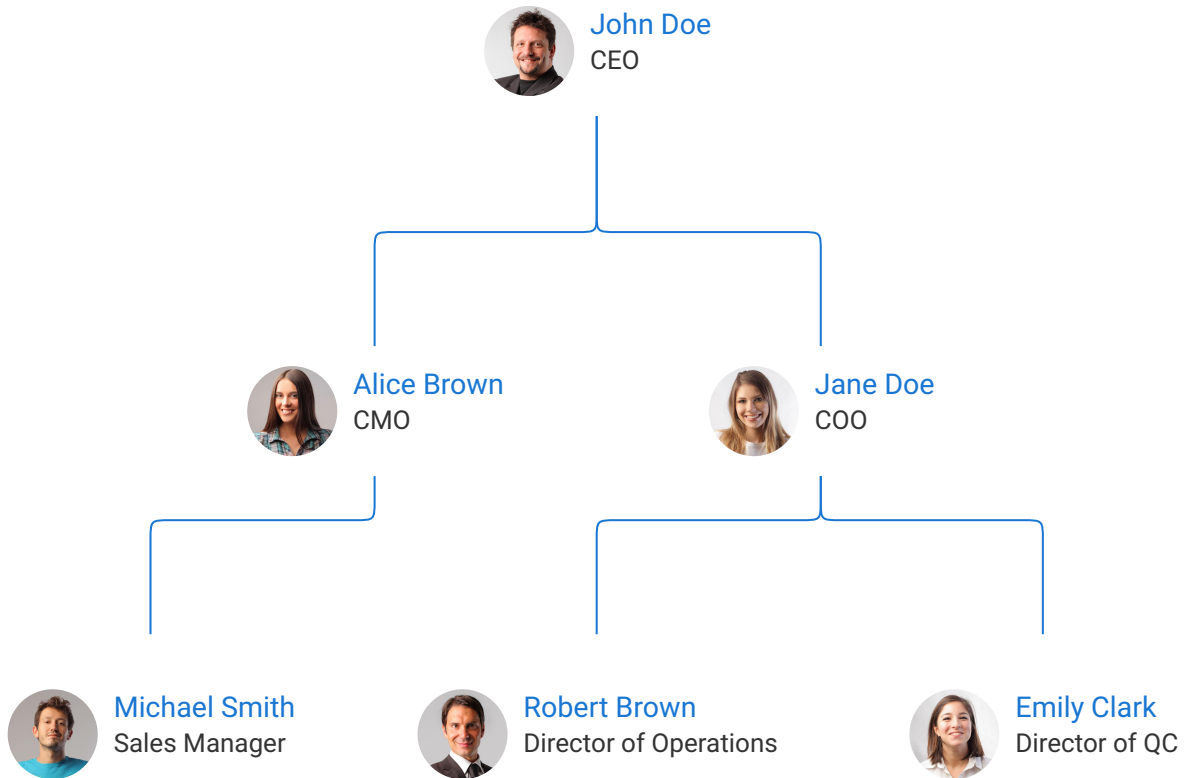 John Doe
CEO
Alice Brown
CMO
Jane Doe
COO
Michael Smith
Sales Manager
Robert Brown
Director of Operations
Emily Clark
Director of QC